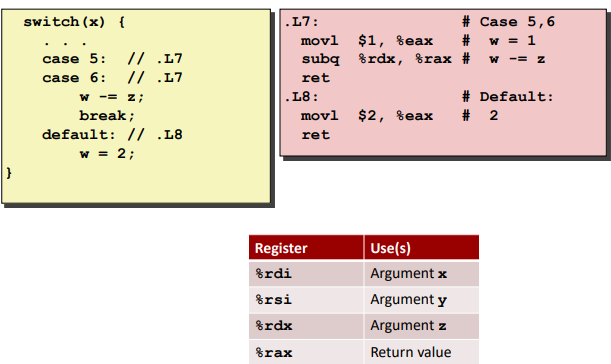 switch(x) {
. . .
case 5:  // .L7
case 6:  // .L7
w -= z;
break;
default: // .L8
w = 2;
}
.L7:                  # Case 5,6
movl  $1, %eax   #  w = 1
subq  %rdx, %rax #  w -= z
ret
.L8:                  # Default:
movl  $2, %eax   #  2
ret
Register Use(s)
%rdi Argument x
%rsi Argument y
%rdx Argument z
%rax Return value